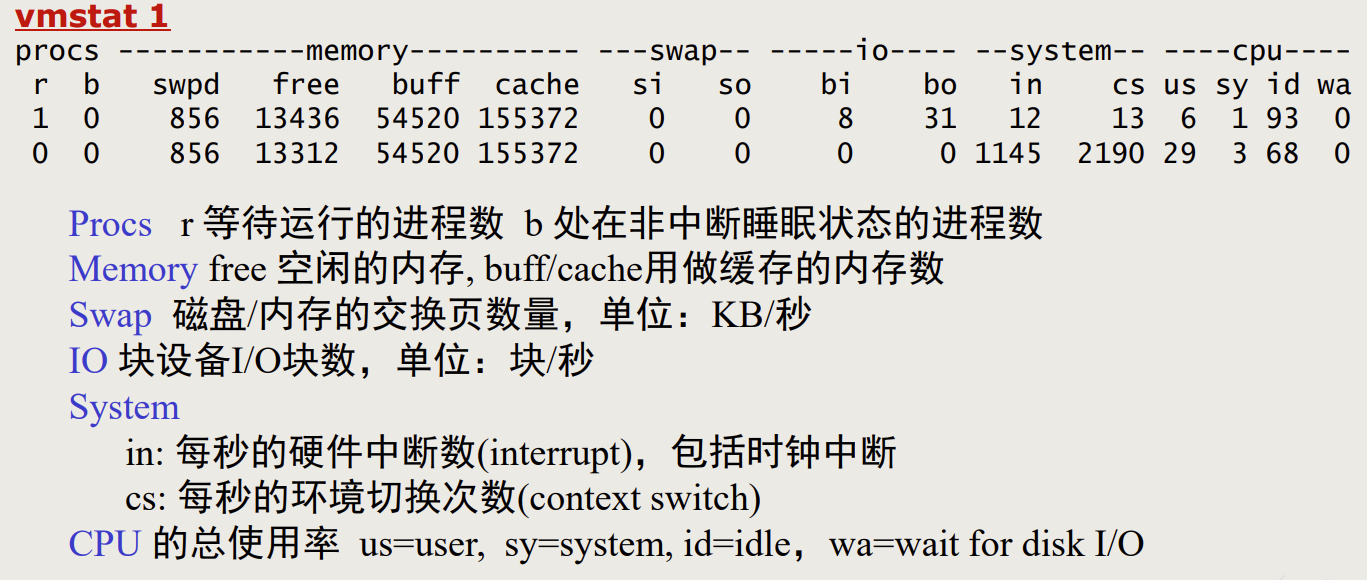 vmstat 1
procs -----------memory---------- ---swap-- -----io---- --system-- ----cpu----
r b swpd free buff cache si so bi bo in cs us sy id wa
1 0 856 13436 54520 155372 0 0 8 31 12 13 6 1 93 0
0 0 856 13312 54520 155372 0 0 0 0 1145 2190 29 3 68 0
Procs r 等待运行的进程数 b 处在非中断睡眠状态的进程数
Memory free 空闲的内存, buff/cache用做缓存的内存数
Swap 磁盘/内存的交换页数量，单位：KB/秒
IO 块设备I/O块数，单位：块/秒
System
in: 每秒的硬件中断数(interrupt)，包括时钟中断
cs: 每秒的环境切换次数(context switch)
CPU 的总使用率 us=user, sy=system, id=idle，wa=wait for disk I/O